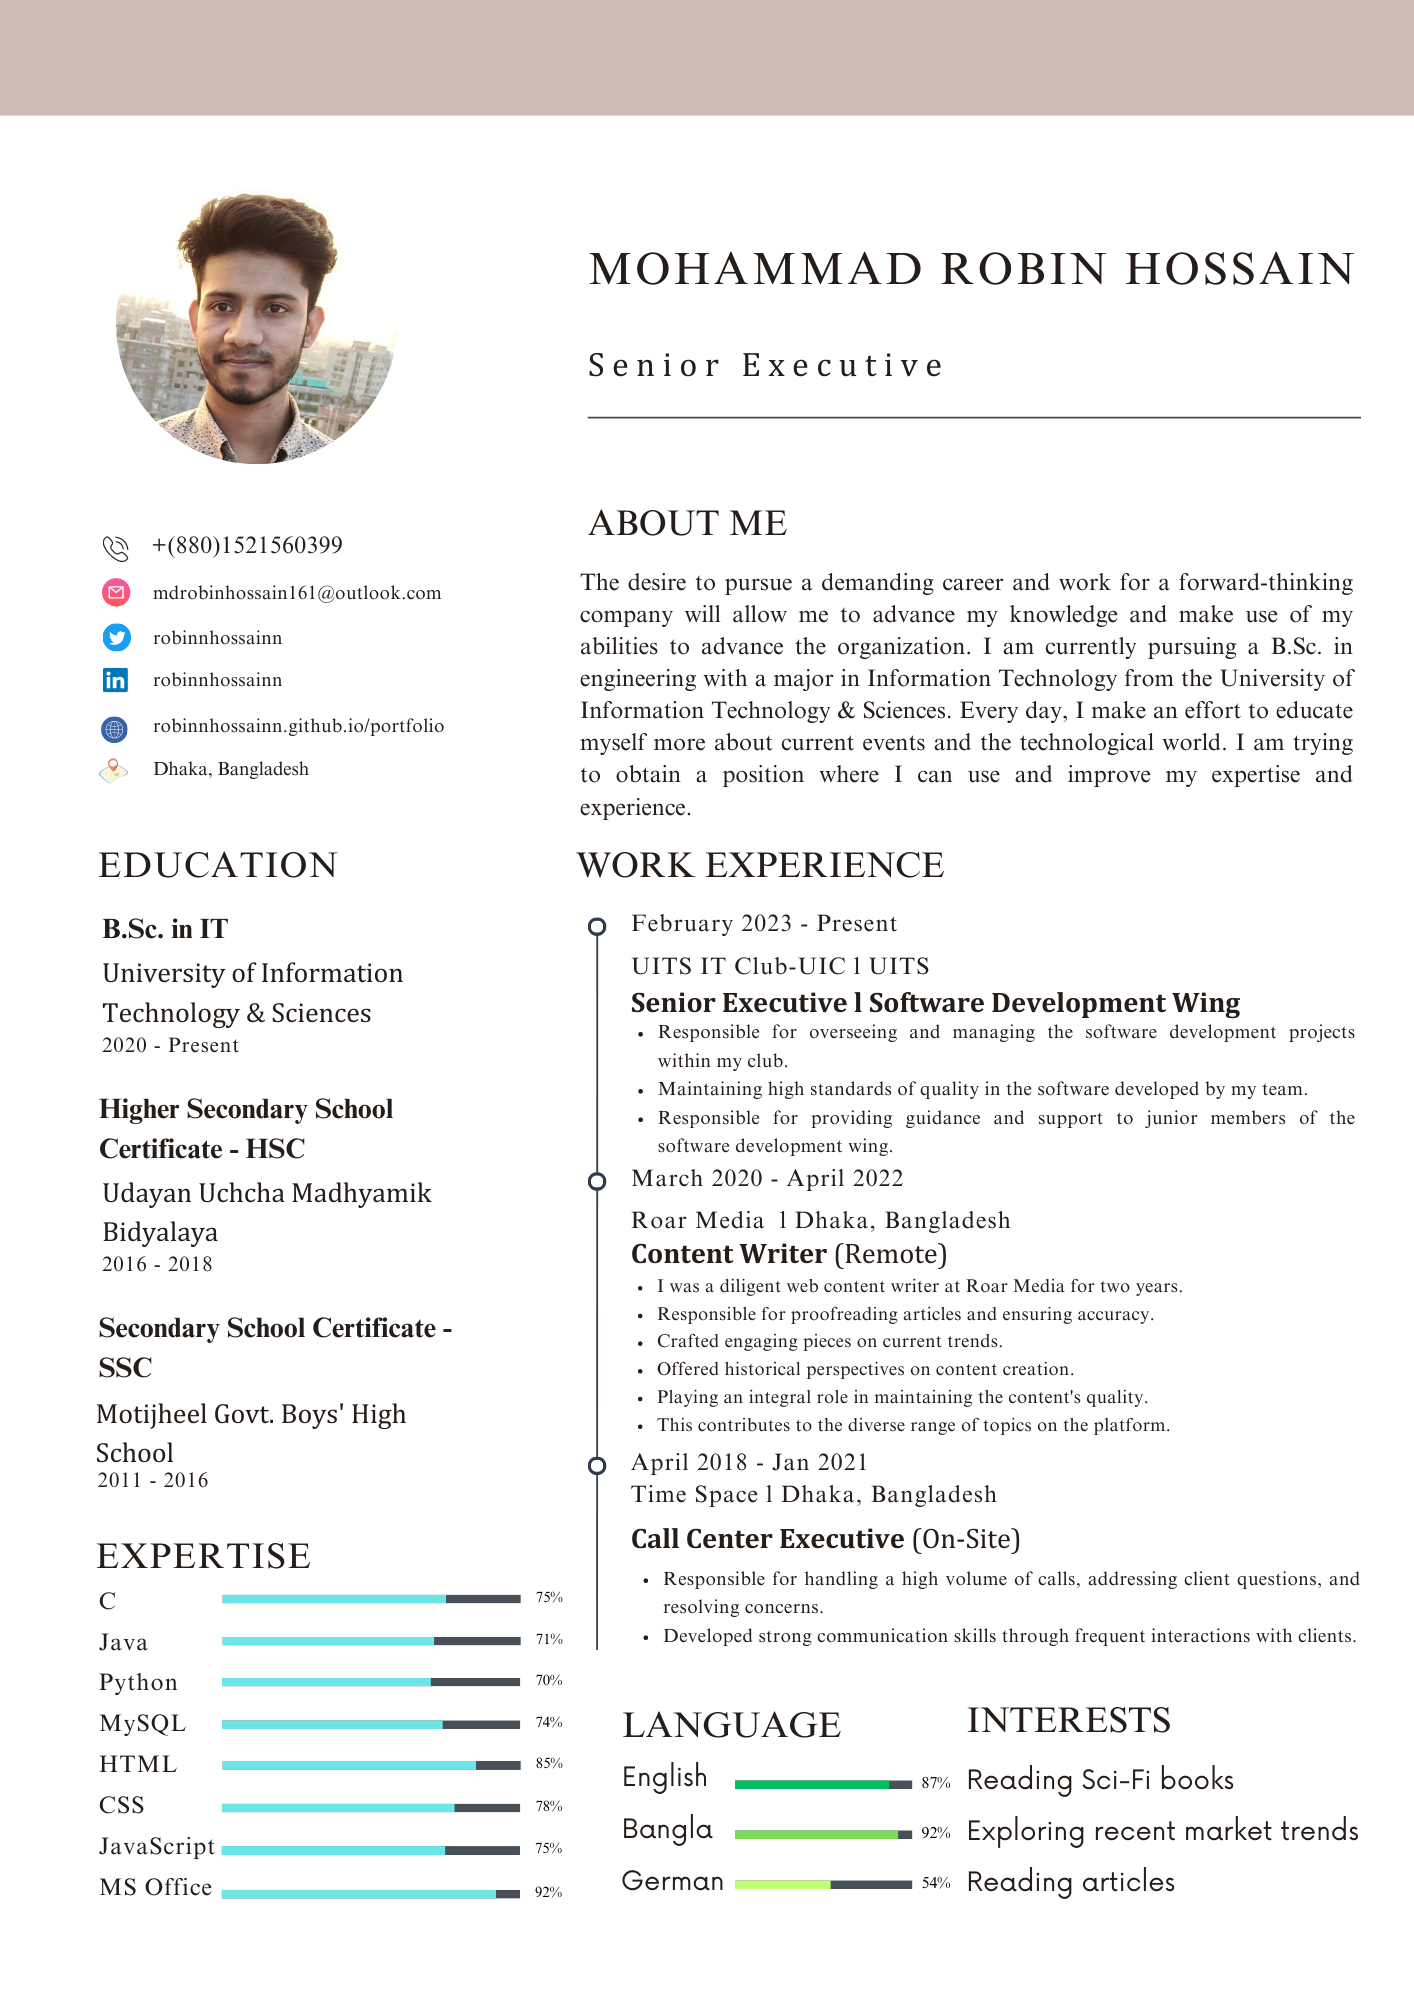 MOHAMMAD ROBIN HOSSAIN
Senior Executive
+(880)1521560399
mdrobinhossain161@outlook.com
robinnhossainn
robinnhossainn
robinnhossainn.github.io/portfolio
Dhaka, Bangladesh
ABOUT ME
The desire to pursue a demanding career and work for a forward-thinking
company will allow me to advance my knowledge and make use of my
abilities to advance the organization. I am currently pursuing a B.Sc. in
engineering with a major in Information Technology from the University of
Information Technology & Sciences. Every day, I make an effort to educate
myself more about current events and the technological world. I am trying
to obtain a position where I can use and improve my expertise and
experience.
EDUCATION
B.Sc. in IT
University of Information
Technology & Sciences
2020 - Present
Higher Secondary School
Certificate - HSC
Udayan Uchcha Madhyamik
Bidyalaya
2016 - 2018
Secondary School Certificate -
SSC
Motijheel Govt. Boys' High
School
2011 - 2016
EXPERTISE
C 75%
Java 71%
Python 70%
MySQL 74%
HTML 85%
CSS 78%
JavaScript 75%
MS Office 92%
WORK EXPERIENCE
February 2023 - Present
UITS IT Club-UIC l UITS
Senior Executive l Software Development Wing
• Responsible for overseeing and managing the software development projects
within my club.
• Maintaining high standards of quality in the software developed by my team.
• Responsible for providing guidance and support to junior members of the
software development wing.
March 2020 - April 2022
Roar Media l Dhaka, Bangladesh
Content Writer (Remote)
• I was a diligent web content writer at Roar Media for two years.
• Responsible for proofreading articles and ensuring accuracy.
• Crafted engaging pieces on current trends.
• Offered historical perspectives on content creation.
• Playing an integral role in maintaining the content's quality.
• This contributes to the diverse range of topics on the platform.
April 2018 - Jan 2021
Time Space l Dhaka, Bangladesh
Call Center Executive (On-Site)
• Responsible for handling a high volume of calls, addressing client questions, and
resolving concerns.
• Developed strong communication skills through frequent interactions with clients.
LANGUAGE
English 87%
Bangla 92%
German 54%
INTERESTS
Reading Sci-Fi books
Exploring recent market trends
Reading articles